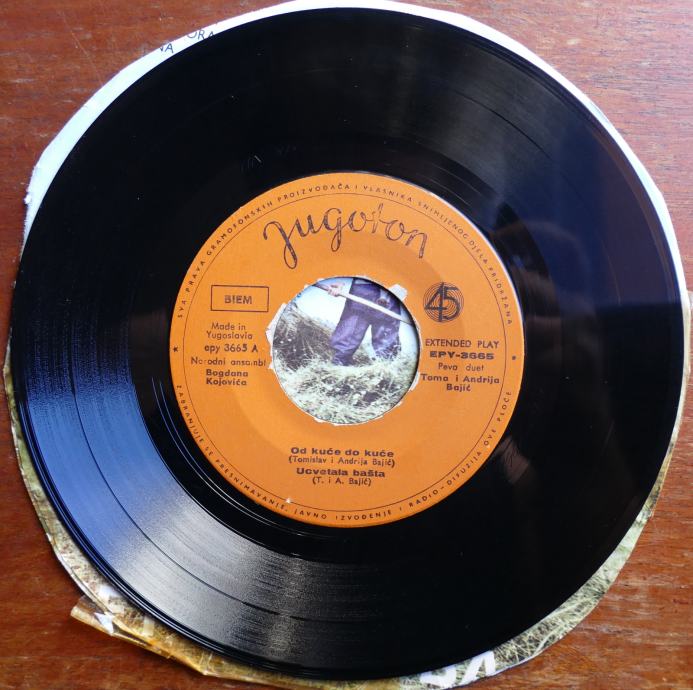 SVA PRAVA GRAMOFONSKIH PROIZVOĐAČA I VLASNIKA SNIMLJENOG DJELA PRIDRŽANA
Jugoton
BIEM
45
Made in
Yugoslavia
epy 3665 A
Narodni ansambl
Bogdana
Kojovića
EXTENDED PLAY
EPY-3665
Peva duet
Toma i Andrija
Bajić
Od kuće do kuće
(Tomislav i Andrija Bajić)
Ucvetala bašta
(T. i A. Bajić)
ZABRANJUJE SE PRESNIMAVANJE, JAVNO IZVOĐENJE I RADIO-DIFUZIJA OVE PLOČE